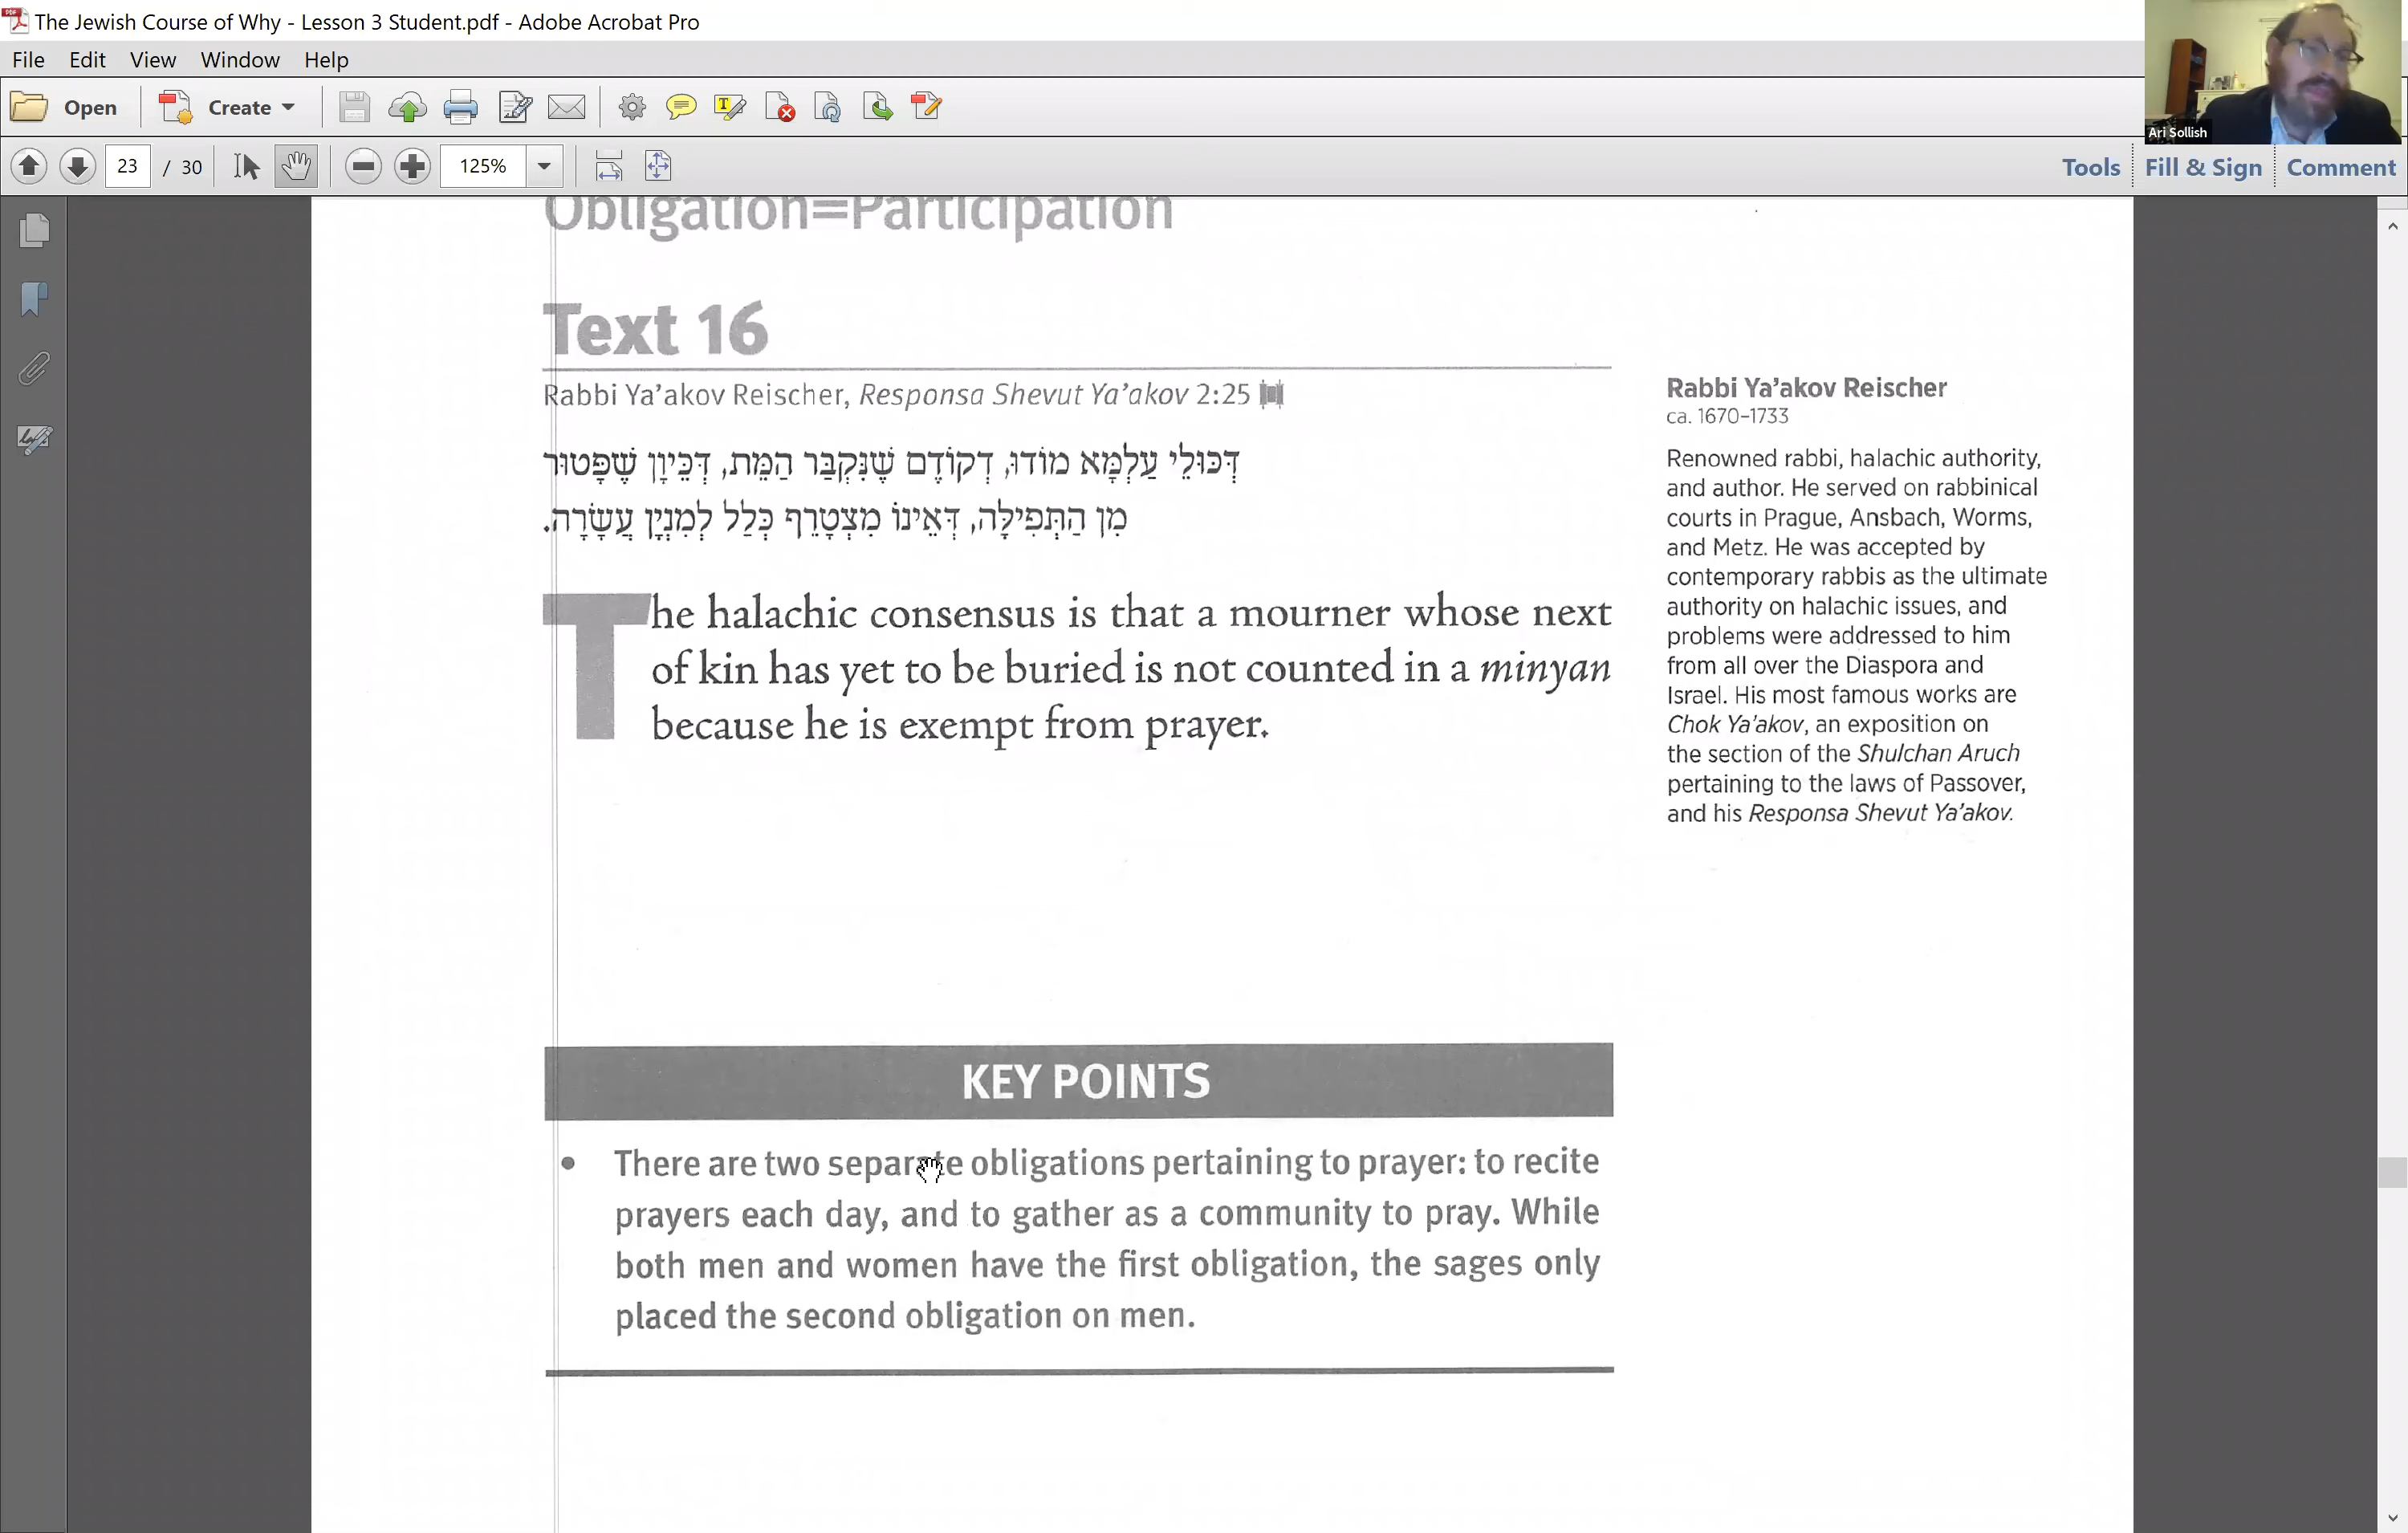 The Jewish Course of Why - Lesson 3 Student.pdf - Adobe Acrobat Pro
File Edit View Window Help
Open Create
23 / 30 125%
Tools Fill & Sign Comment
Ari Sollish
Obligation=Participation
Text 16
Rabbi Ya’akov Reischer, Responsa Shevut Ya’akov 2:25
דְּכוּלֵי עַלְמָא מוֹדוּ, דְקוֹדֶם שֶׁנִּקְבַּר הַמֵּת, דְּכֵיוָן שֶׁפָּטוּר
מִן הַתְּפִילָה, דְּאֵינוֹ מִצְטָרֵף כְּלַל לְמִנְיָן עֲשָׂרָה.
The halachic consensus is that a mourner whose next
of kin has yet to be buried is not counted in a minyan
because he is exempt from prayer.
Rabbi Ya’akov Reischer
ca. 1670–1733
Renowned rabbi, halachic authority,
and author. He served on rabbinical
courts in Prague, Ansbach, Worms,
and Metz. He was accepted by
contemporary rabbis as the ultimate
authority on halachic issues, and
problems were addressed to him
from all over the Diaspora and
Israel. His most famous works are
Chok Ya’akov, an exposition on
the section of the Shulchan Aruch
pertaining to the laws of Passover,
and his Responsa Shevut Ya’akov.
KEY POINTS
• There are two separate obligations pertaining to prayer: to recite
prayers each day, and to gather as a community to pray. While
both men and women have the first obligation, the sages only
placed the second obligation on men.